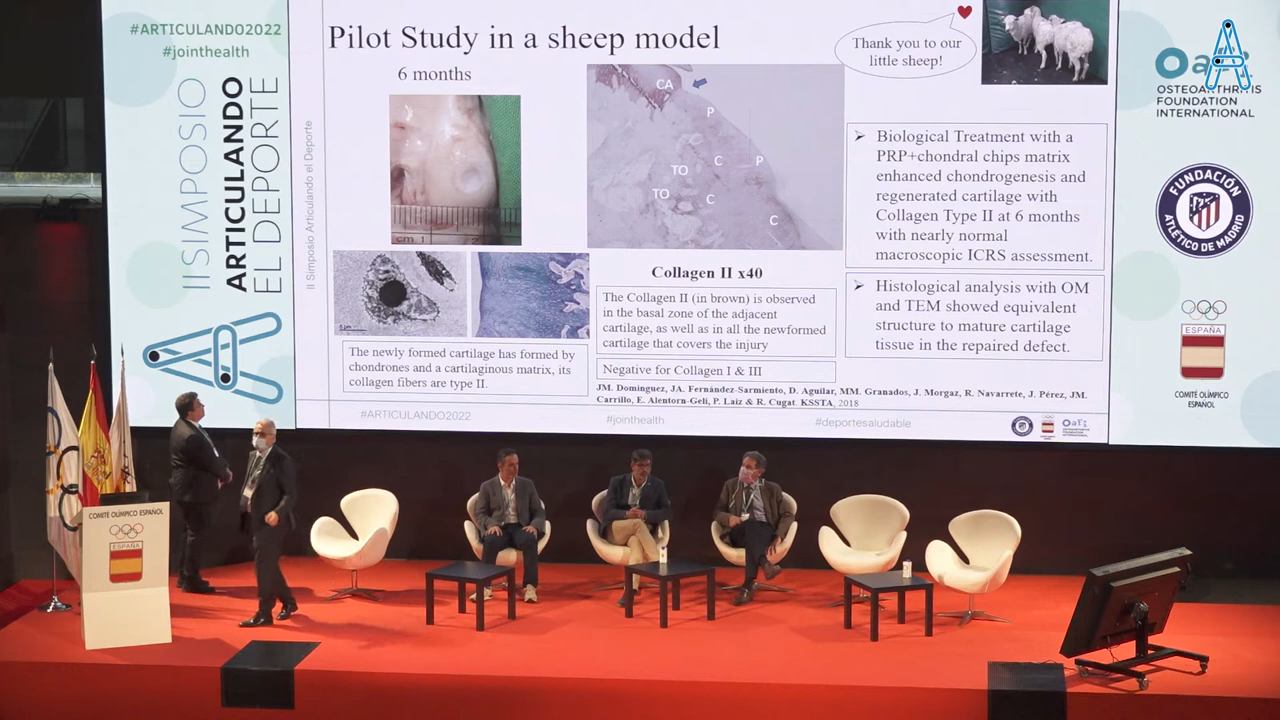 #ARTICULANDO2022
#jointhealth
II SIMPOSIO
ARTICULANDO
EL DEPORTE
II Simposio Articulando el Deporte
Pilot Study in a sheep model
Thank you to our
little sheep!
6 months
cm 1
2
CA
P
TO
C
P
TO
C
C
The newly formed cartilage has formed by
chondrones and a cartilaginous matrix, its
collagen fibers are type II.
Collagen II x40
The Collagen II (in brown) is observed
in the basal zone of the adjacent
cartilage, as well as in all the newformed
cartilage that covers the injury
Negative for Collagen I & III
➢ Biological Treatment with a
PRP+chondral chips matrix
enhanced chondrogenesis and
regenerated cartilage with
Collagen Type II at 6 months
with nearly normal
macroscopic ICRS assessment.
➢ Histological analysis with OM
and TEM showed equivalent
structure to mature cartilage
tissue in the repaired defect.
JM. Domínguez, JA. Fernández-Sarmiento, D. Aguilar, MM. Granados, J. Morgaz, R. Navarrete, J. Pérez, JM.
Carrillo, E. Alentorn-Geli, P. Laiz & R. Cugat. KSSTA, 2018
#ARTICULANDO2022
#jointhealth
#deportesaludable
OSTEOARTHRITIS
FOUNDATION
INTERNATIONAL
FUNDACIÓN
ATLÉTICO DE MADRID
ESPAÑA
COMITÉ OLÍMPICO
ESPAÑOL
COMITÉ OLÍMPICO ESPAÑOL
ESPAÑA